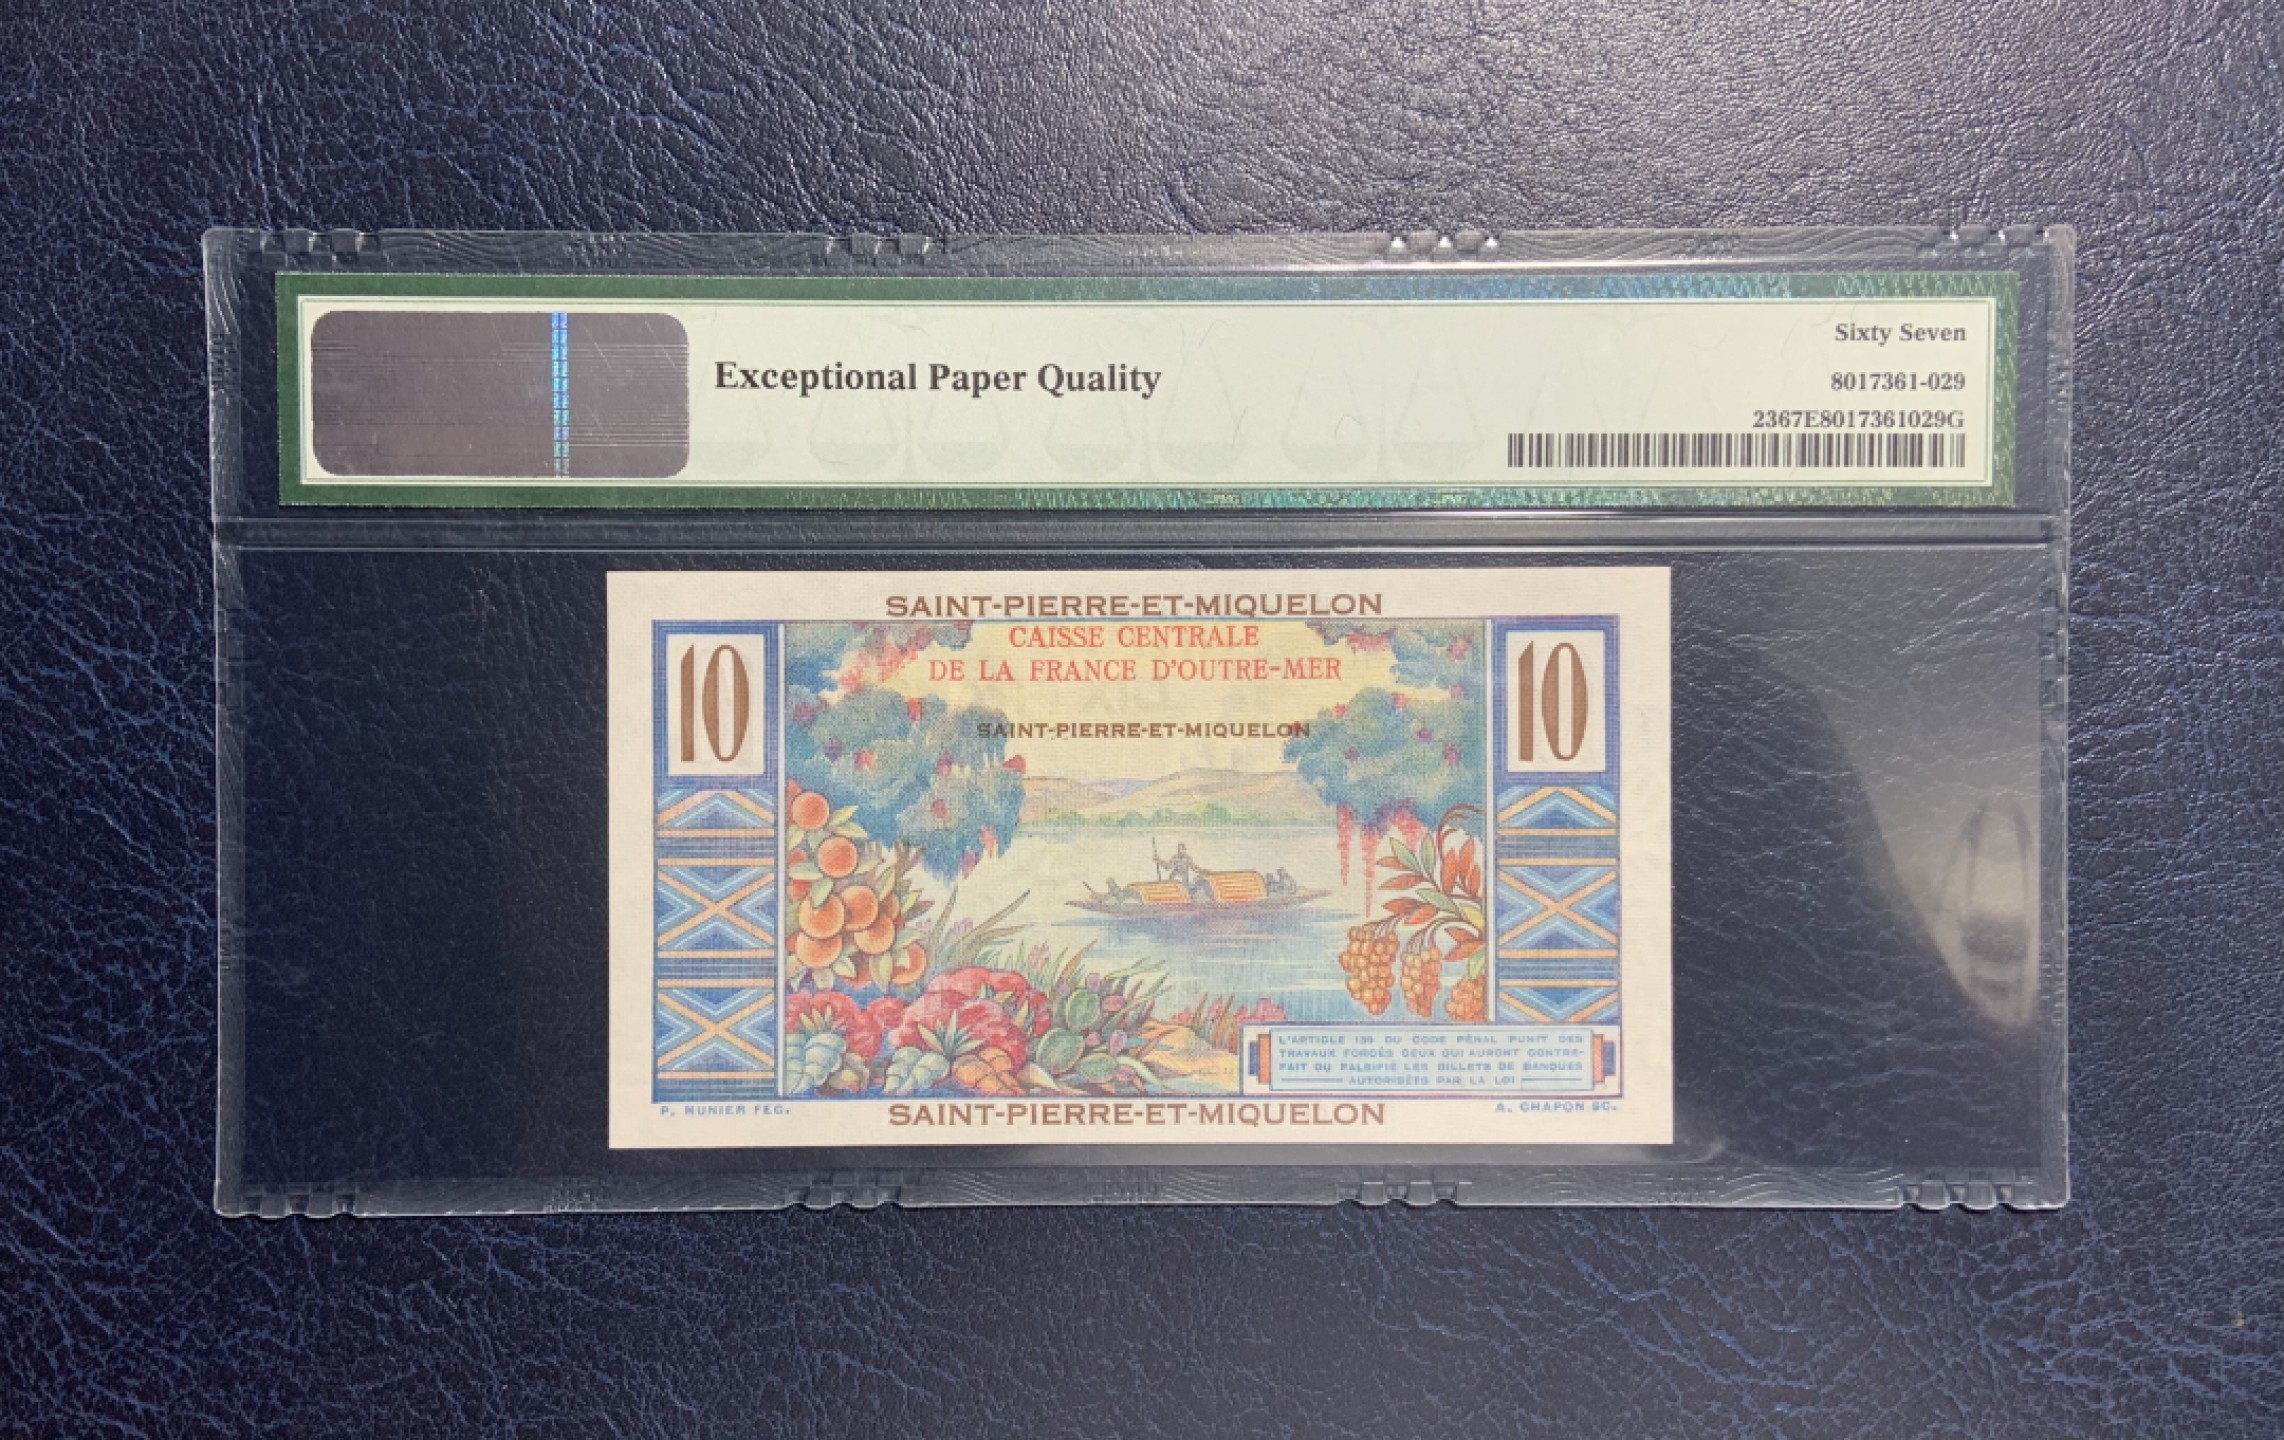 Exceptional Paper Quality
Sixty Seven
8017361-029
2367E8017361029G
PMG
PMG
SAINT-PIERRE-ET-MIQUELON
10
CAISSE CENTRALE
DE LA FRANCE D'OUTRE-MER
10
SAINT-PIERRE-ET-MIQUELON
L'ARTICLE 139 DU CODE PÉNAL PUNIT DES
TRAVAUX FORCÉS CEUX QUI AURONT CONTRE-
FAIT OU FALSIFIÉ LES BILLETS DE BANQUES
AUTORISÉES PAR LA LOI
P. MUNIER FEC.
SAINT-PIERRE-ET-MIQUELON
A. CHAPON SC.